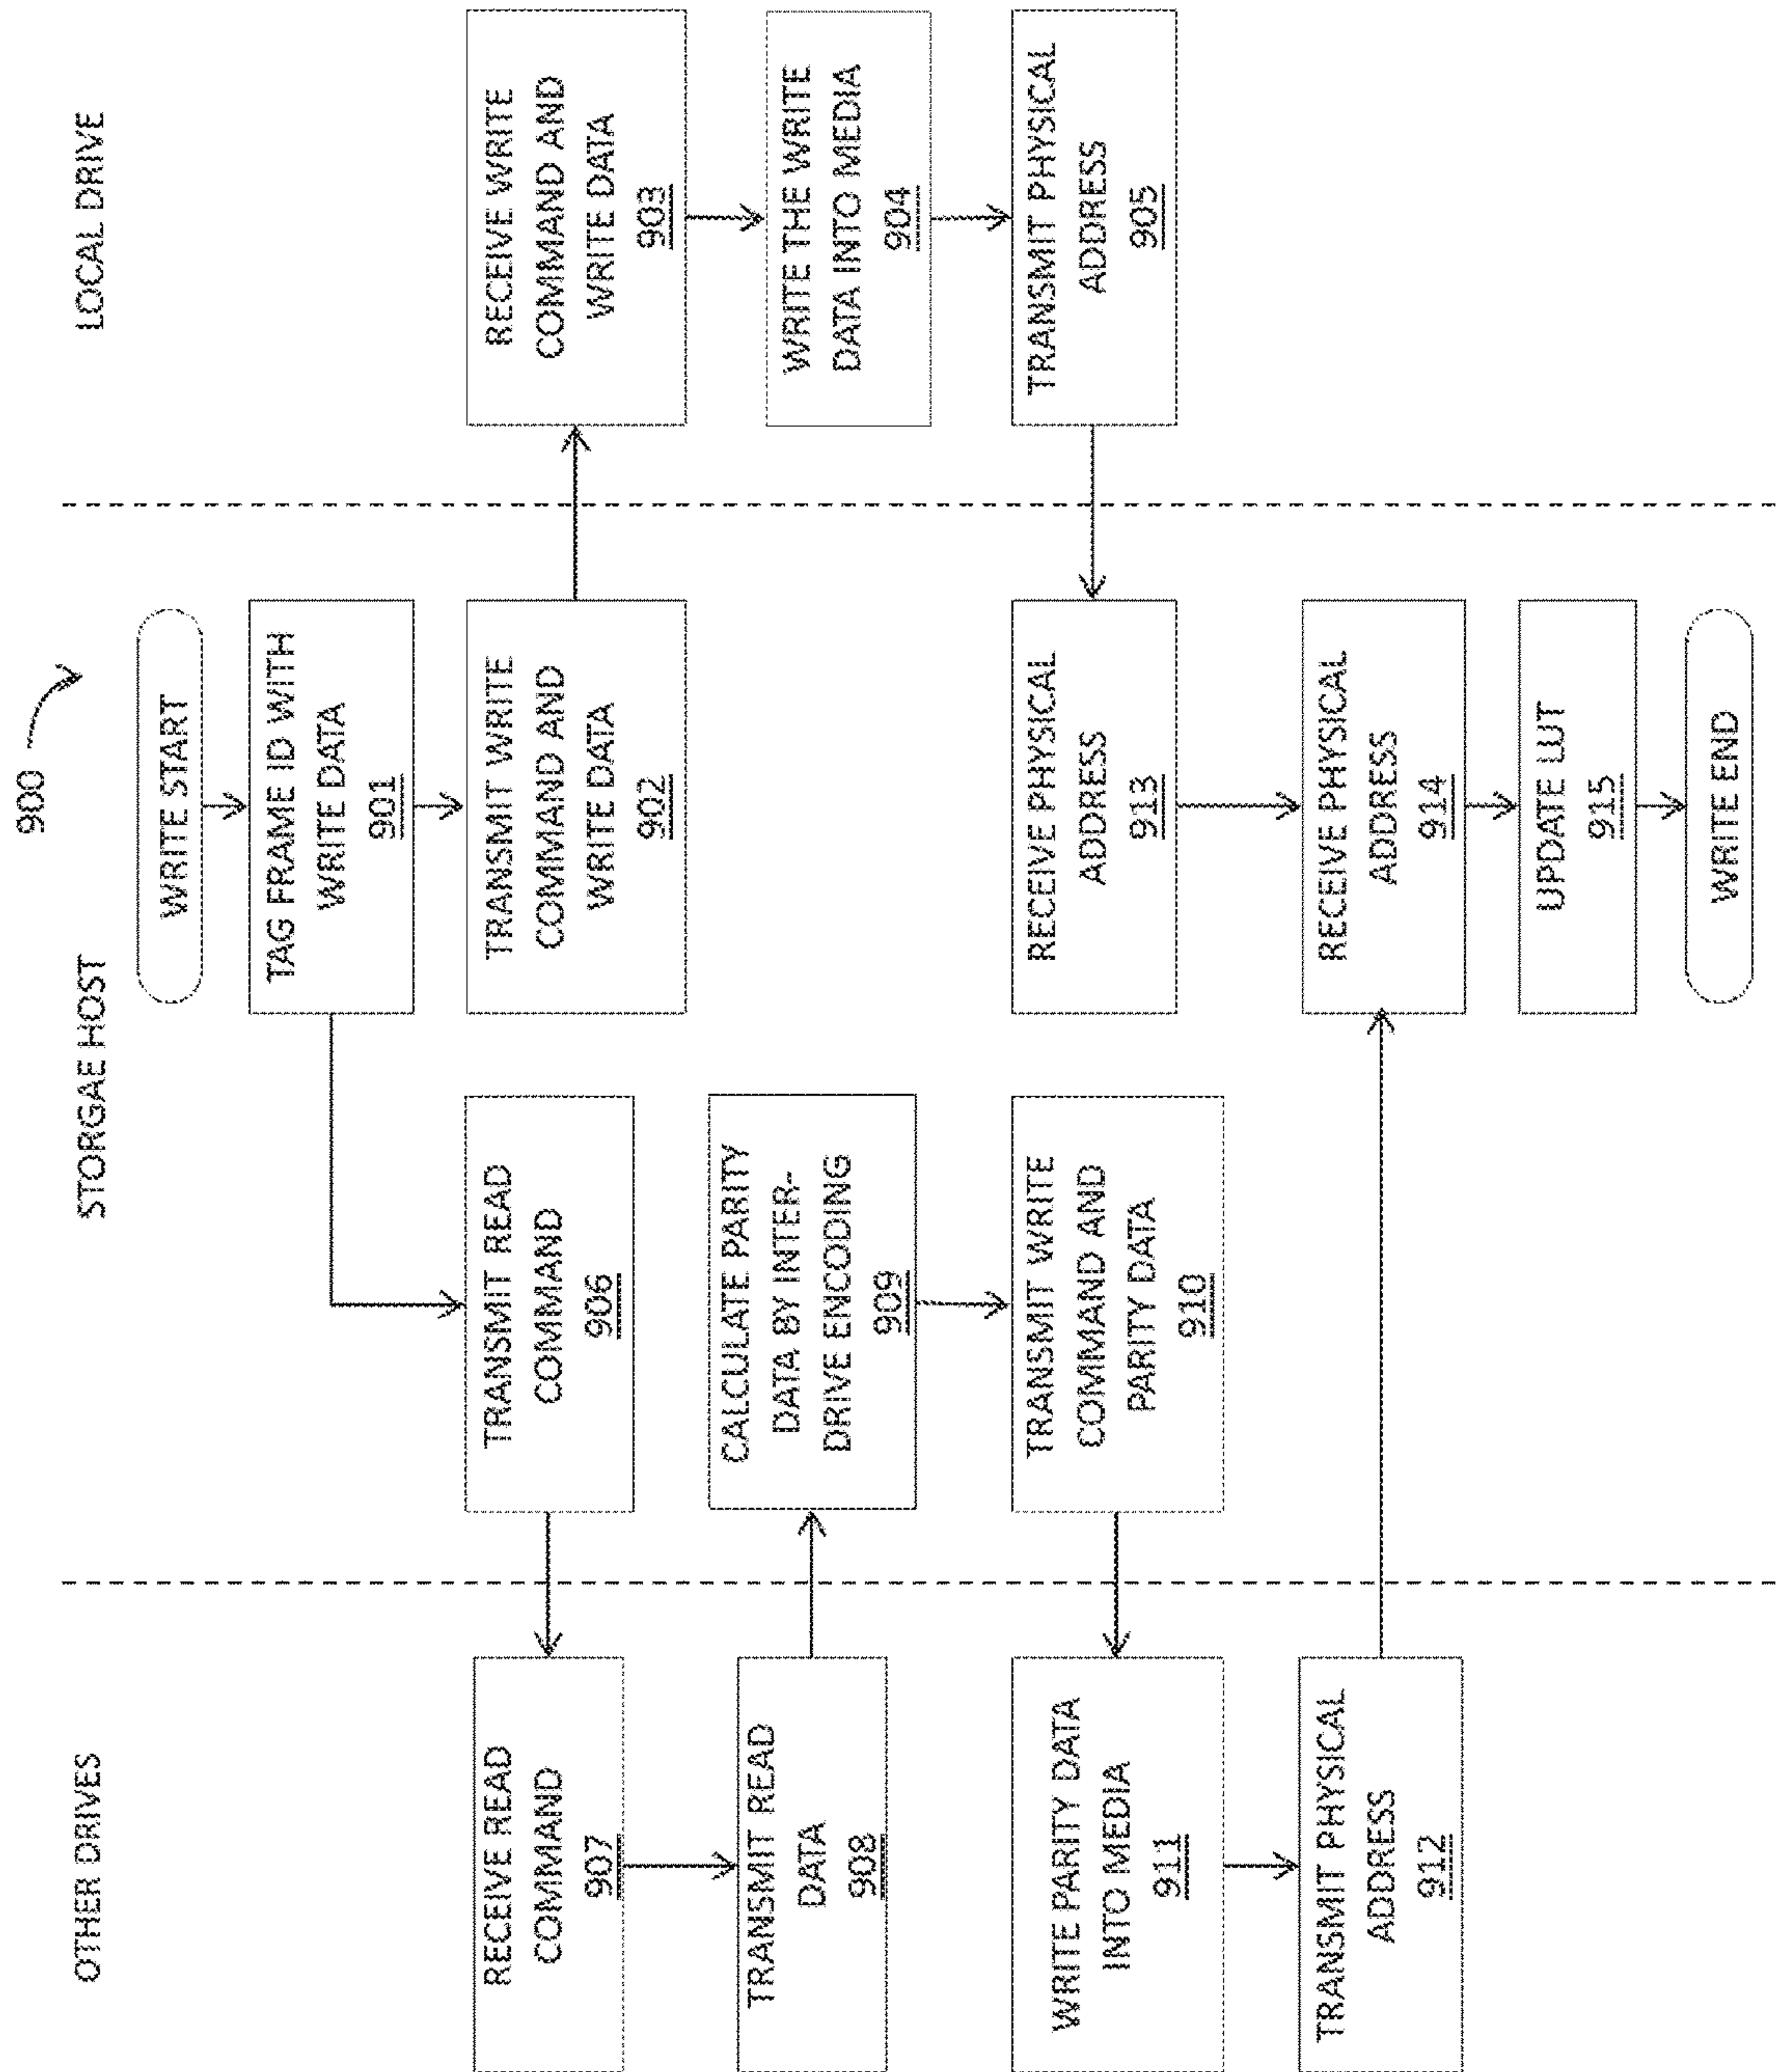 900
OTHER DRIVES
STORGAE HOST
LOCAL DRIVE
WRITE START
TAG FRAME ID WITH
WRITE DATA
901
TRANSMIT WRITE
COMMAND AND
WRITE DATA
902
RECEIVE WRITE
COMMAND AND
WRITE DATA
903
WRITE THE WRITE
DATA INTO MEDIA
904
TRANSMIT PHYSICAL
ADDRESS
905
TRANSMIT READ
COMMAND
906
RECEIVE READ
COMMAND
907
TRANSMIT READ
DATA
908
CALCULATE PARITY
DATA BY INTER-
DRIVE ENCODING
909
TRANSMIT WRITE
COMMAND AND
PARITY DATA
910
WRITE PARITY DATA
INTO MEDIA
911
TRANSMIT PHYSICAL
ADDRESS
912
RECEIVE PHYSICAL
ADDRESS
913
RECEIVE PHYSICAL
ADDRESS
914
UPDATE LUT
915
WRITE END